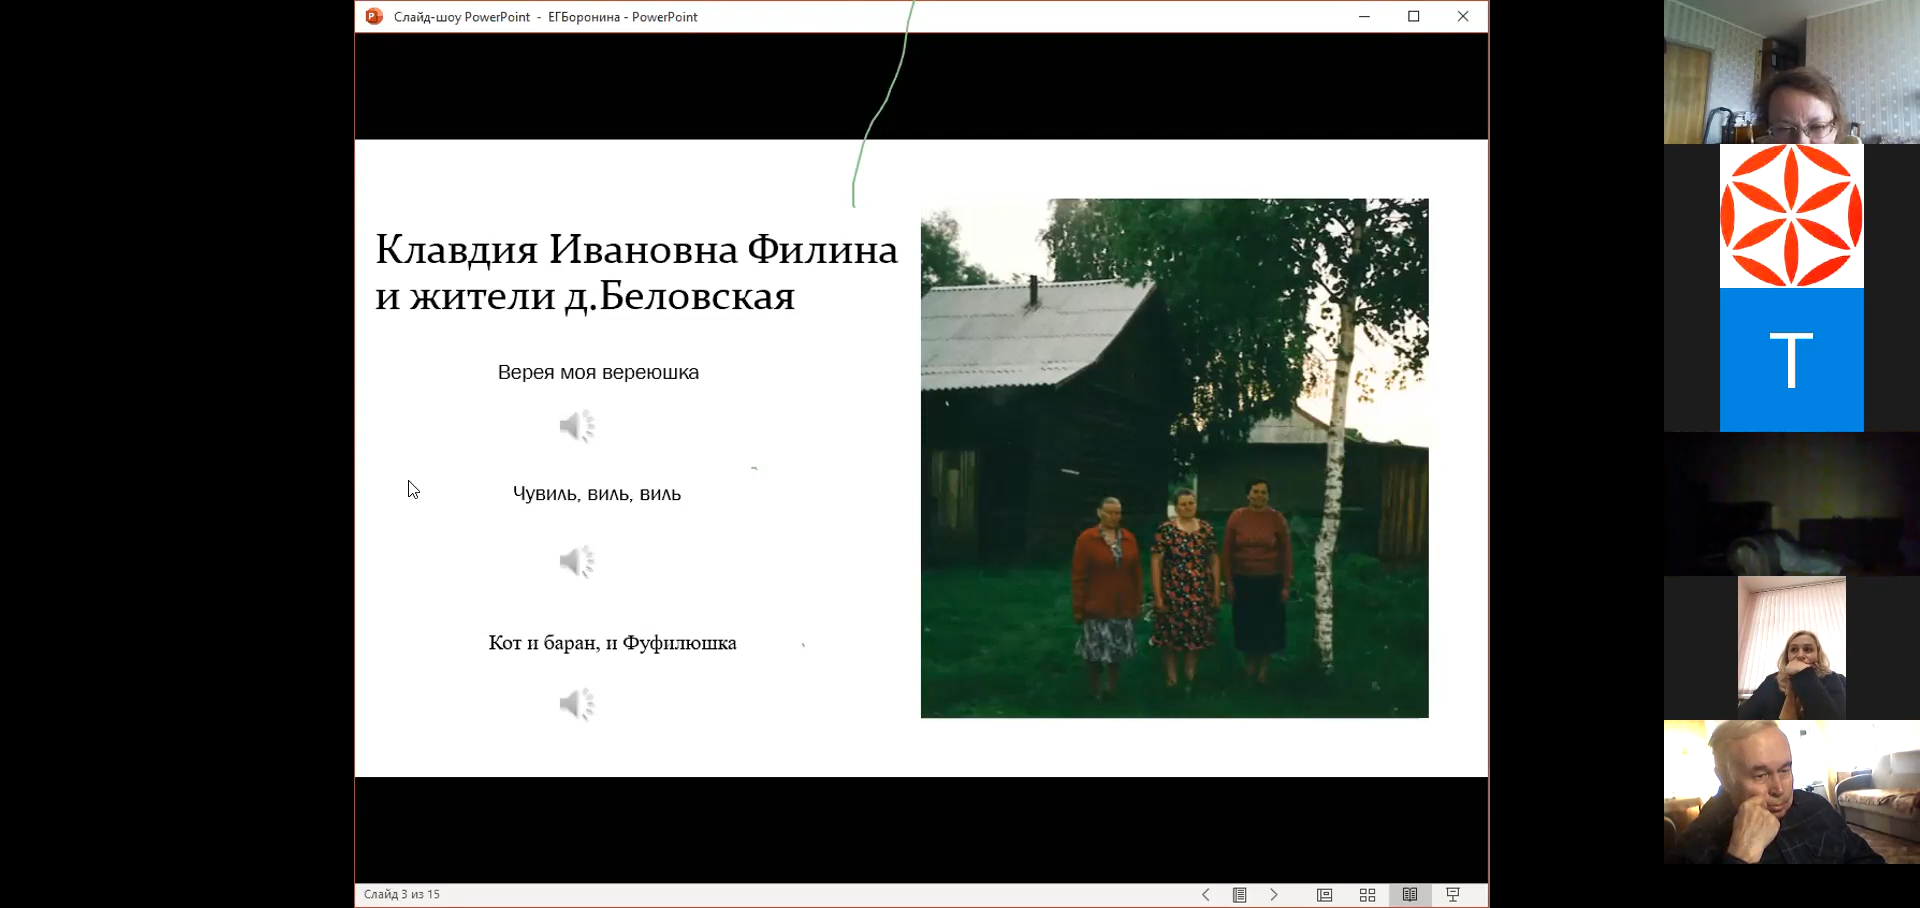 Слайд-шоу PowerPoint - ЕГБоронина - PowerPoint
Клавдия Ивановна Филина
и жители д.Беловская
Верея моя вереюшка
Чувиль, виль, виль
Кот и баран, и Фуфилюшка
Слайд 3 из 15
T